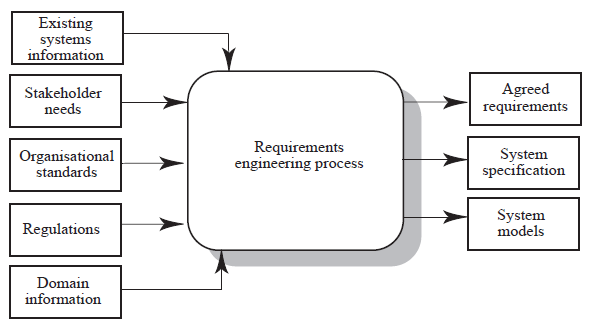 Existing
systems
information
Stakeholder
needs
Organisational
standards
Regulations
Domain
information
Requirements
engineering process
Agreed
requirements
System
specification
System
models